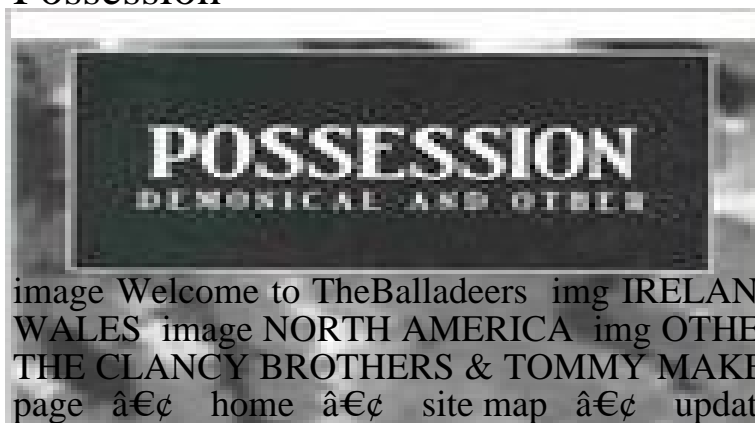 Possession
POSSESSION
DEMONICAL AND OTHER
image Welcome to TheBalladeers img IRELAN
WALES image NORTH AMERICA img OTHE
THE CLANCY BROTHERS & TOMMY MAKE
page â€¢ home â€¢ site map â€¢ updat